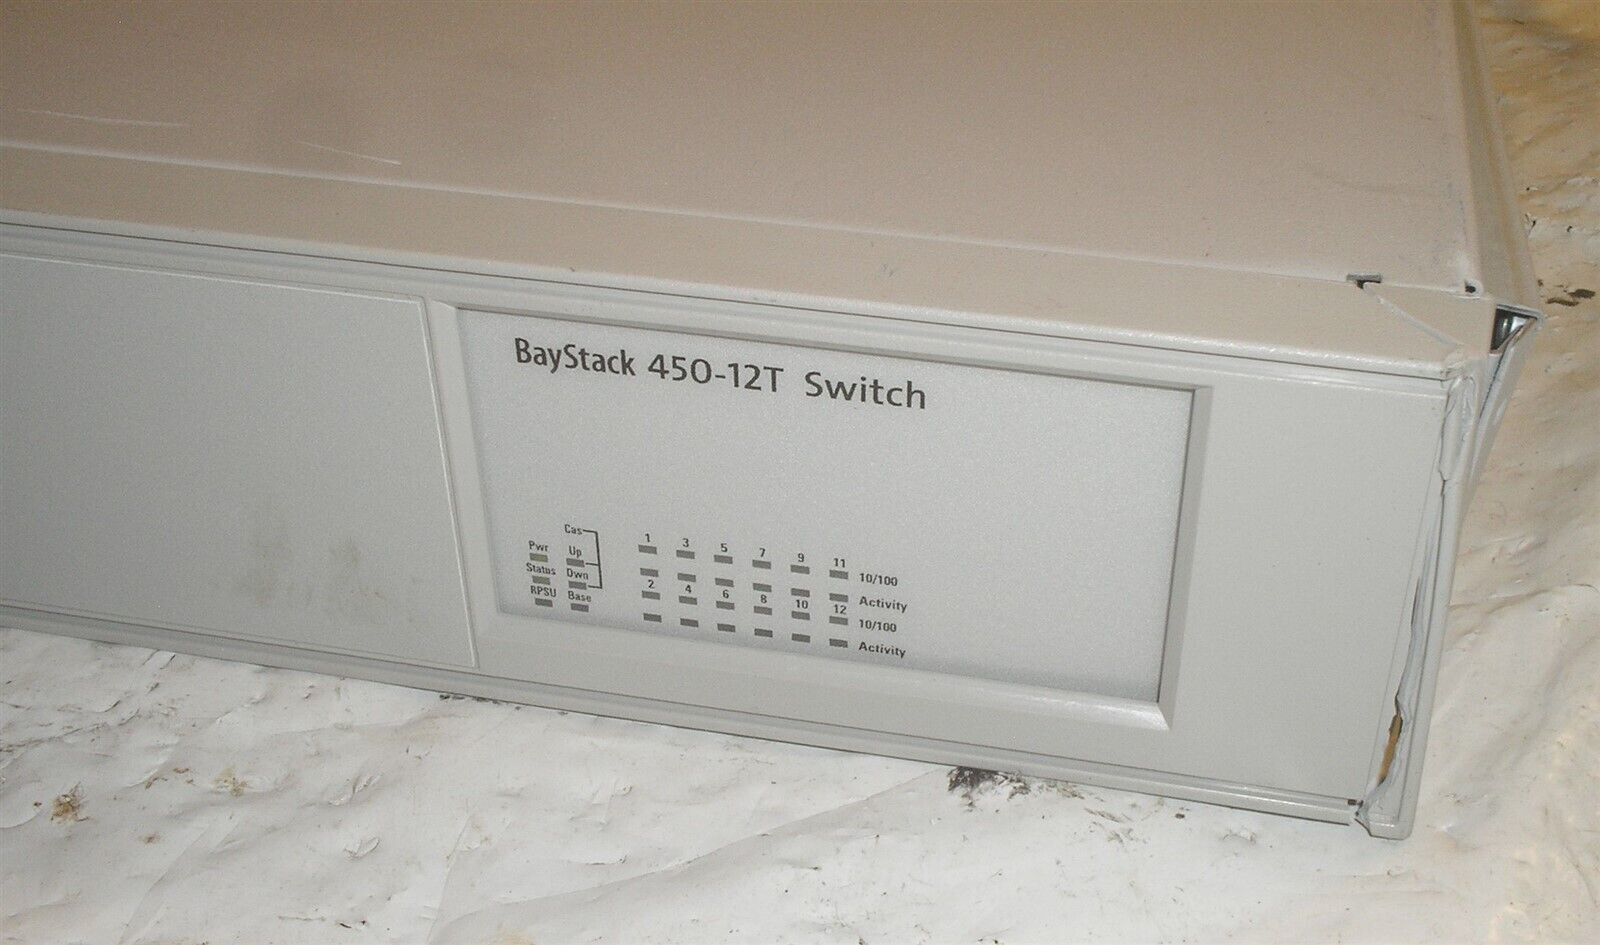 BayStack 450-12T Switch
Cas
Pwr Up
Status Dwn
RPSU Base
1 3 5 7 9 11
10/100
Activity
2 4 6 8 10 12
10/100
Activity